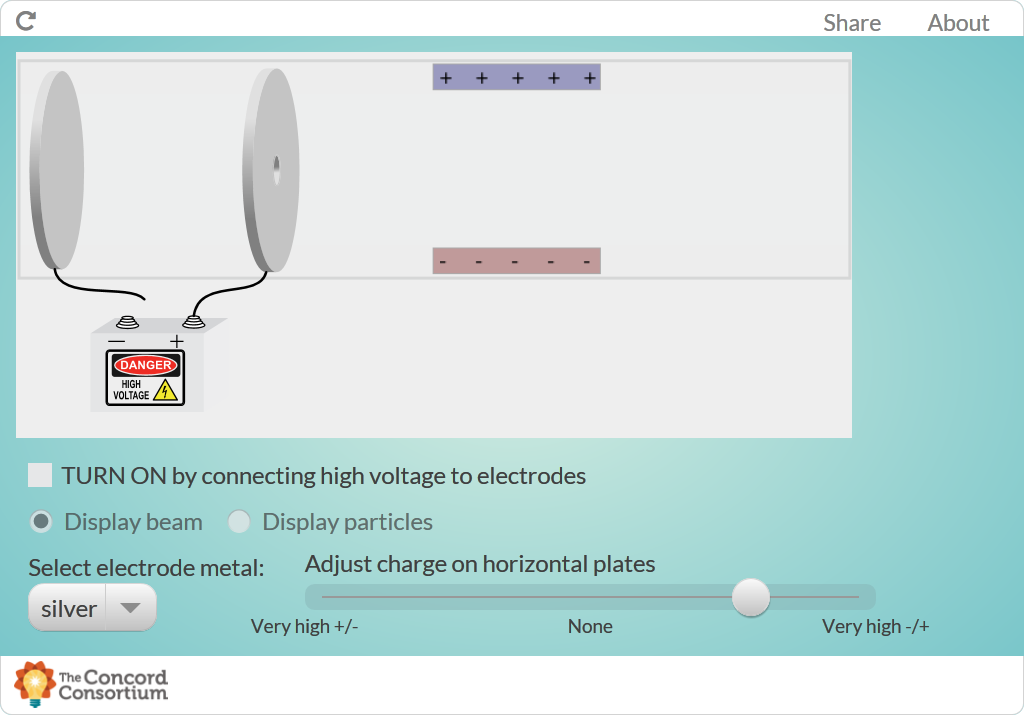 Share About
+ + + + +
- - - - -
— +
DANGER
HIGH
VOLTAGE
TURN ON by connecting high voltage to electrodes
Display beam Display particles
Select electrode metal:
Adjust charge on horizontal plates
silver
Very high +/- None Very high -/+
The Concord
Consortium